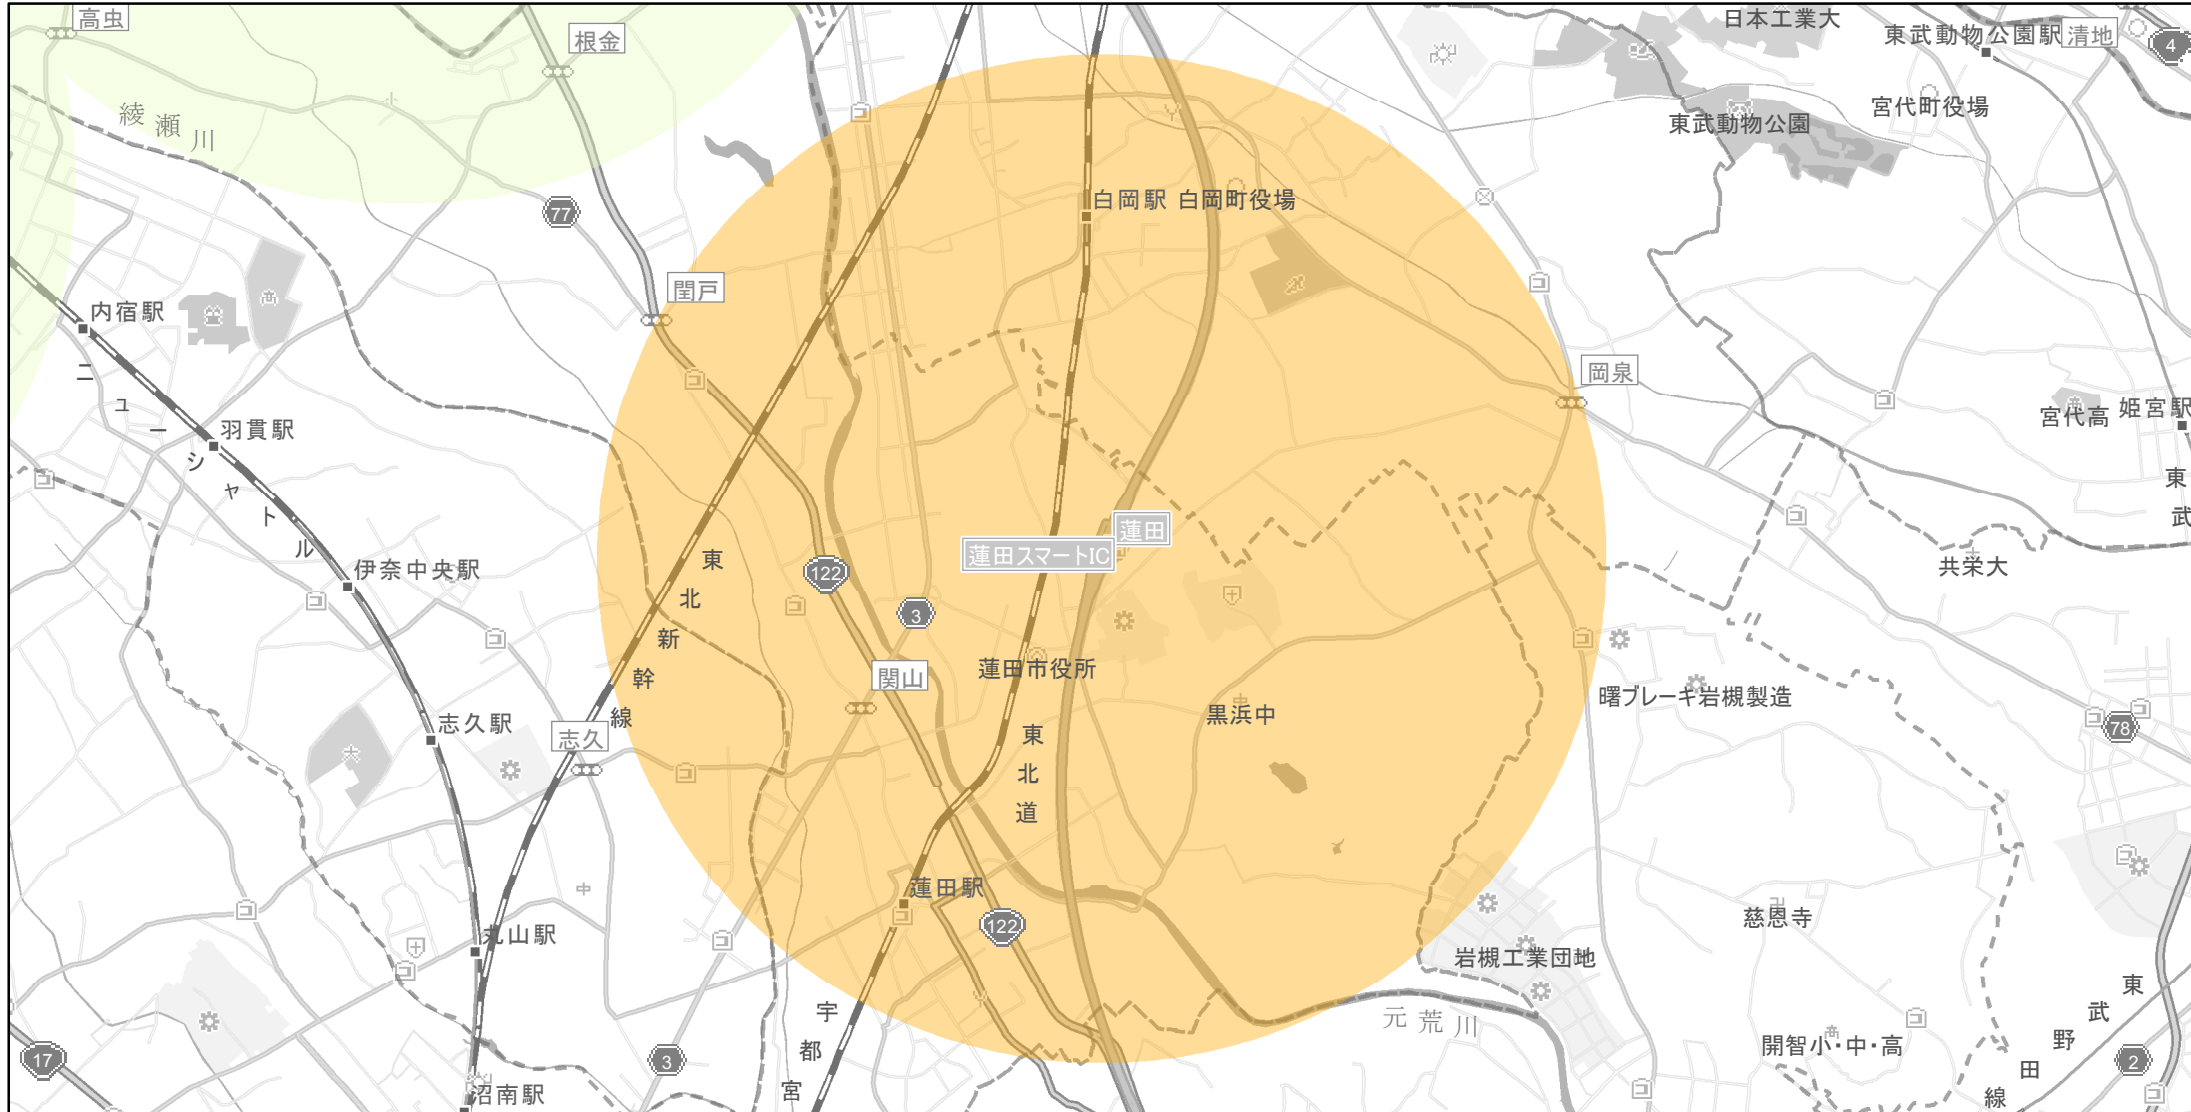 高虫
根金
日本工業大
東武動物公園駅
清地
4
綾瀬川
宮代町役場
東武動物公園
77
白岡駅
白岡町役場
閏戸
内宿駅
岡泉
宮代高
姫宮駅
羽貫駅
ニューシャトル
東武
蓮田
蓮田スマートIC
伊奈中央駅
122
東北新幹線
共栄大
3
蓮田市役所
関山
曙ブレーキ岩槻製造
黒浜中
志久駅
志久
78
東北道
蓮田駅
122
慈恩寺
丸山駅
岩槻工業団地
元荒川
東武野田線
宇都宮
開智小・中・高
17
3
2
沼南駅